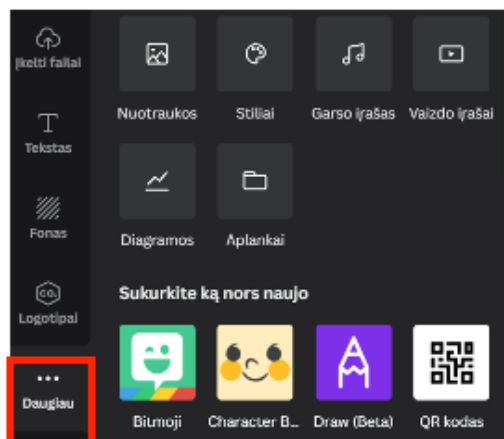 Įkelti failai
Tekstas
Fonas
CO.
Logotipai
Daugiau
Nuotraukos Stiliai Garso įrašas Vaizdo įrašai
Diagramos Aplankai
Sukurkite ką nors naujo
Bitmoji Character B... Draw (Beta) QR kodas